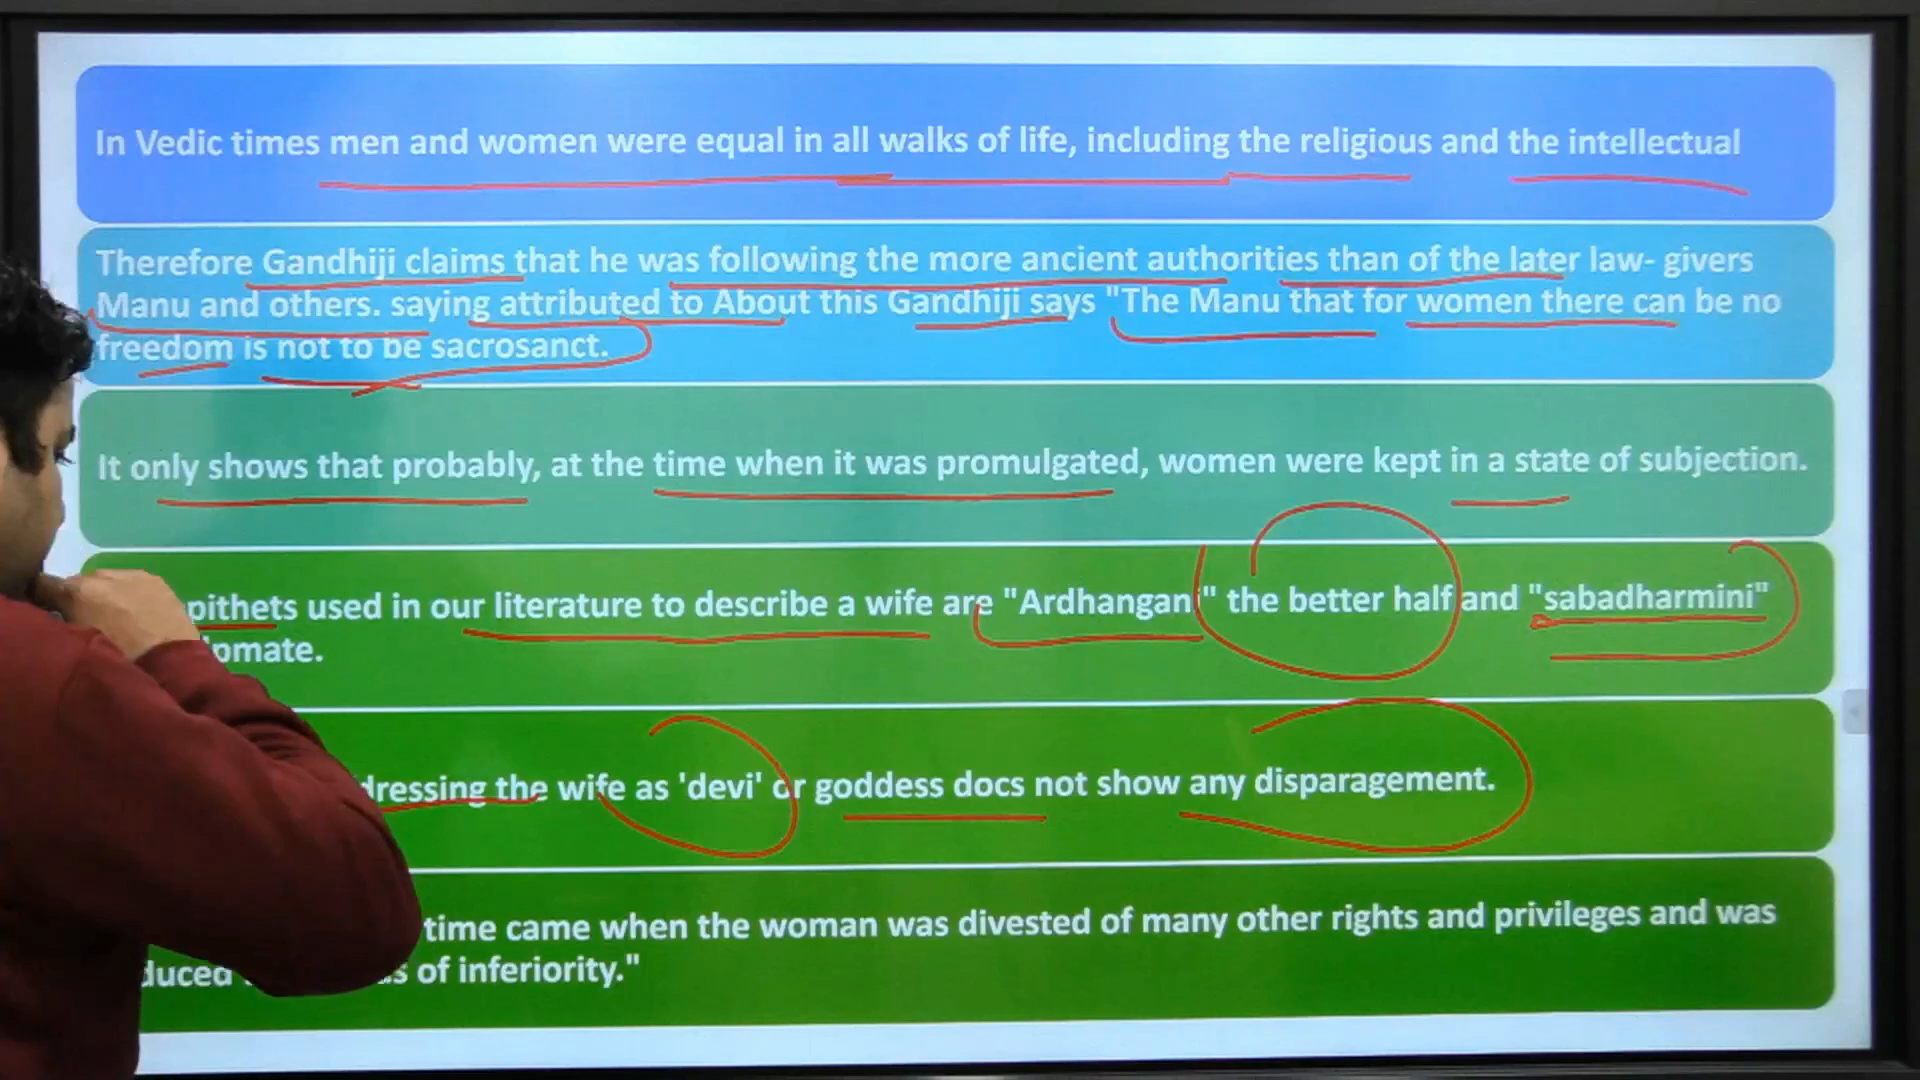 In Vedic times men and women were equal in all walks of life, including the religious and the intellectual
Therefore Gandhiji claims that he was following the more ancient authorities than of the later law- givers
Manu and others. saying attributed to About this Gandhiji says "The Manu that for women there can be no
freedom is not to be sacrosanct.
It only shows that probably, at the time when it was promulgated, women were kept in a state of subjection.
used in our literature to describe a wife are "Ardhangani" the better half and "sabadharmini"
the wife as 'devi' or goddess docs not show any disparagement.
time came when the woman was divested of many other rights and privileges and was
of inferiority."